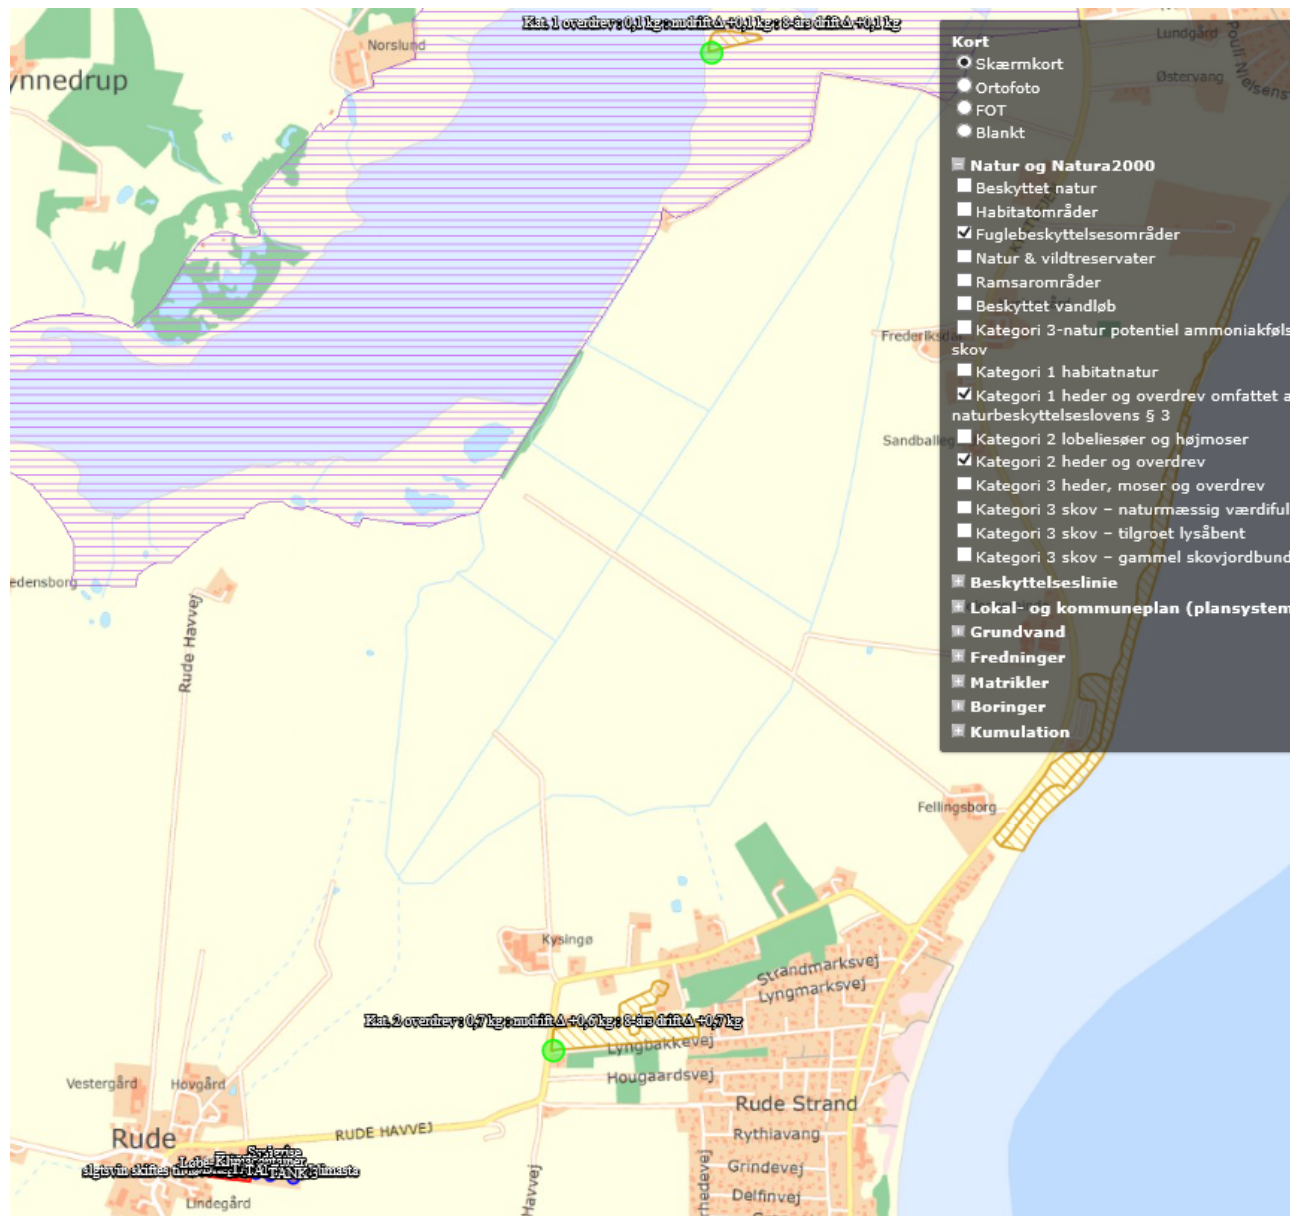 Kat. 1 overdrev : 0,1 kg : nudrift Δ +0,1 kg : 8-års drift Δ +0,1 kg
Norslund
ynnedrup
Lundgård
Østervang
Poul Nielsens
Kort
Skærmkort
Ortofoto
FOT
Blankt
Natur og Natura2000
Beskyttet natur
Habitatområder
Fuglebeskyttelsesområder
Natur & vildtreservater
Ramsarområder
Beskyttet vandløb
Kategori 3-natur potentiel ammoniakføls
skov
Kategori 1 habitatnatur
Kategori 1 heder og overdrev omfattet a
naturbeskyttelseslovens § 3
Kategori 2 lobeliesøer og højmoser
Kategori 2 heder og overdrev
Kategori 3 heder, moser og overdrev
Kategori 3 skov – naturmæssig værdiful
Kategori 3 skov – tilgroet lysåbent
Kategori 3 skov – gammel skovjordbund
Beskyttelseslinie
Lokal- og kommuneplan (plansystem
Grundvand
Fredninger
Matrikler
Boringer
Kumulation
Frederiksdal
Sandballeg
edensborg
Rude Havvej
Fellingsborg
Kysingø
Strandmarksvej
Lyngmarksvej
Kat. 2 overdrev : 0,7 kg : nudrift Δ +0,6 kg : 8-års drift Δ +0,7 kg
Lyngbakkevej
Hougaardsvej
Vestergård
Hovgård
Rude Strand
RUDE HAVVEJ
Rude
Rythiavang
Grindevej
Lindegård
Delfinvej
Havvej
rhedevej
TANK